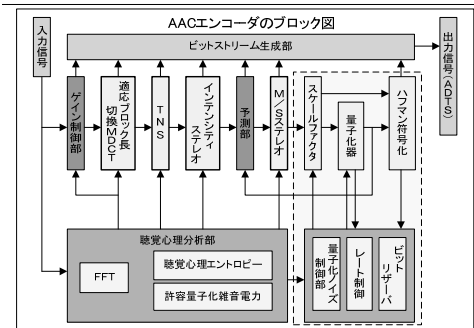 AACエンコーダのブロック図
入力信号
ビットストリーム生成部
出力信号(ADTS)
ゲイン制御部
適応ブロック長
切換MDCT
TNS
インテンシティ
ステレオ
予測部
M/Sステレオ
スケールファクタ
量子化器
ハフマン符号化
聴覚心理分析部
FFT
聴覚心理エントロピー
許容量子化雑音電力
量子化ノイズ
制御部
レート制御
ビット
リザーバ